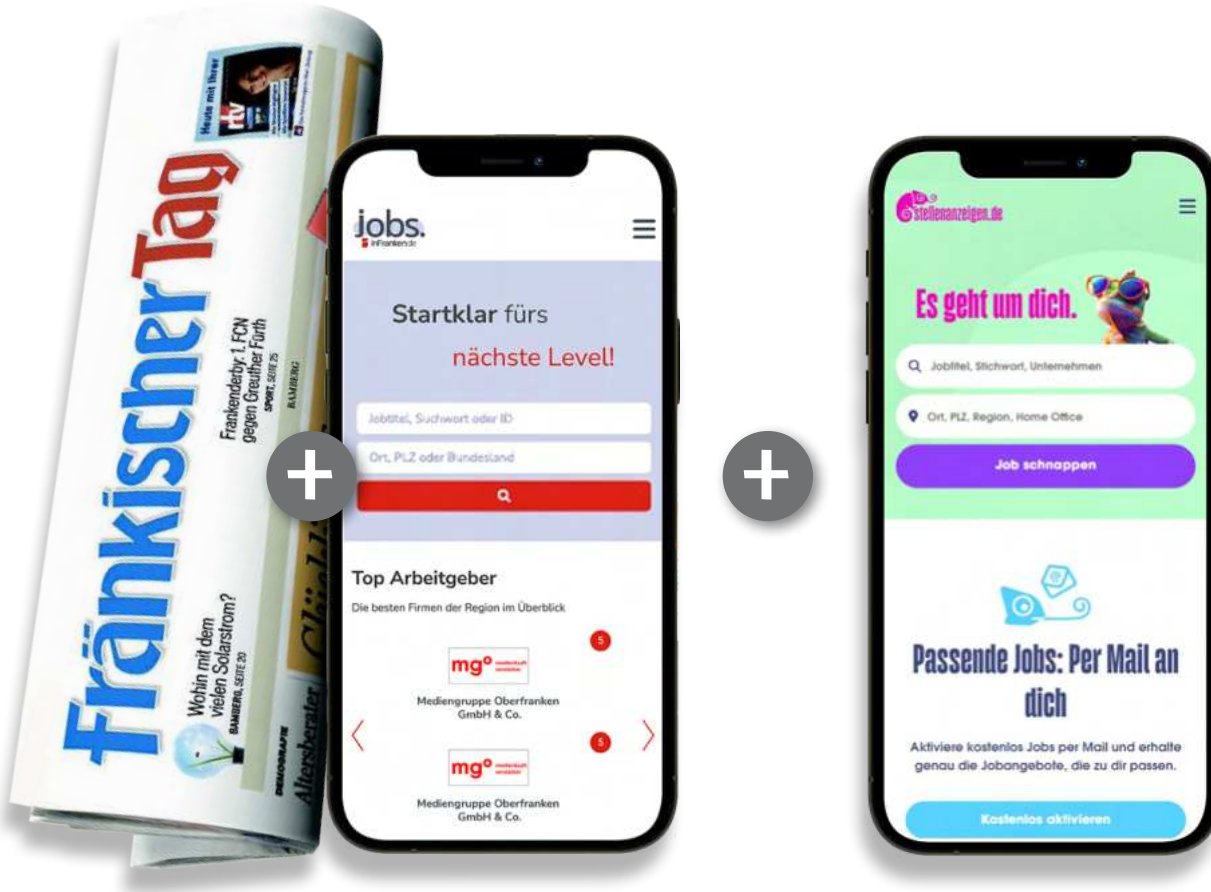 Fränkischer Tag
Heute mit Ihrer
rtv
Frankenderby: 1. FCN
gegen Greuther Fürth
SPORT, SEITE 25
BAMBERG
Wohin mit dem
vielen Solarstrom?
BAMBERG, SEITE 20
DEMOGRAFIE
Altersberater
+
jobs.
inFranken.de
Startklar fürs
nächste Level!
Jobtitel, Suchwort oder ID
Ort, PLZ oder Bundesland
Top Arbeitgeber
Die besten Firmen der Region im Überblick
5
mgo
Mediengruppe Oberfranken
GmbH & Co.
5
mgo
Mediengruppe Oberfranken
GmbH & Co.
+
stellenanzeigen.de
Es geht um dich.
Jobtitel, Stichwort, Unternehmen
Ort, PLZ, Region, Home Office
Job schnappen
Passende Jobs: Per Mail an
dich
Aktiviere kostenlos Jobs per Mail und erhalte
genau die Jobangebote, die zu dir passen.
Kostenlos aktivieren